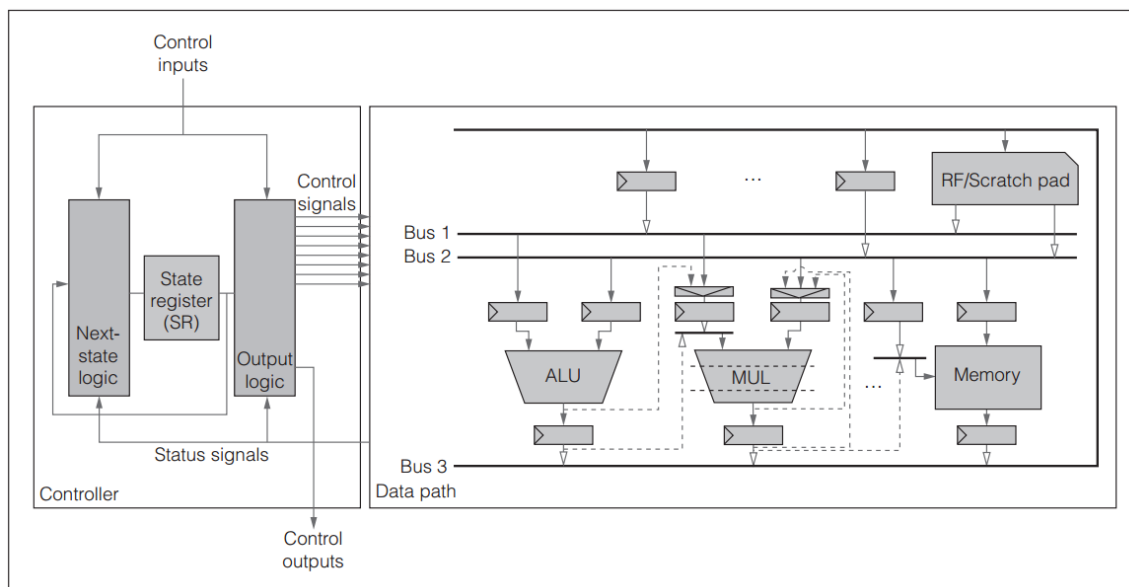 Control
inputs
Control
signals
...
RF/Scratch pad
Bus 1
Bus 2
State
register
(SR)
Next-
state
logic
Output
logic
ALU
MUL
...
Memory
Status signals
Bus 3
Controller
Data path
Control
outputs